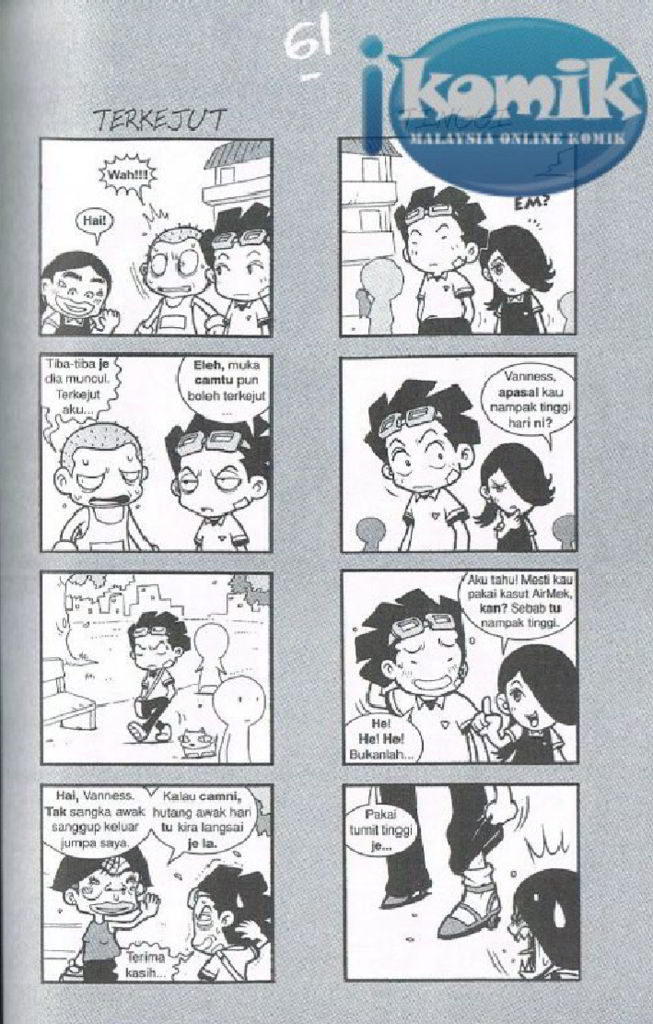 61
ikomik
MALAYSIA ONLINE KOMIK
TERKEJUT
Hai!
Wah!!!
Tiba-tiba je
dia muncul.
Terkejut
aku...
Eleh, muka
camtu pun
boleh terkejut
...
Hai, Vanness.
Tak sangka awak
sanggup keluar
jumpa saya.
Kalau camni,
hutang awak hari
tu kira langsai
je la.
Terima
kasih...
EM?
Vanness,
apasal kau
nampak tinggi
hari ni?
Aku tahu! Mesti kau
pakai kasut AirMek,
kan? Sebab tu
nampak tinggi.
He!
He! He!
Bukanlah...
Pakai
tumit tinggi
je...